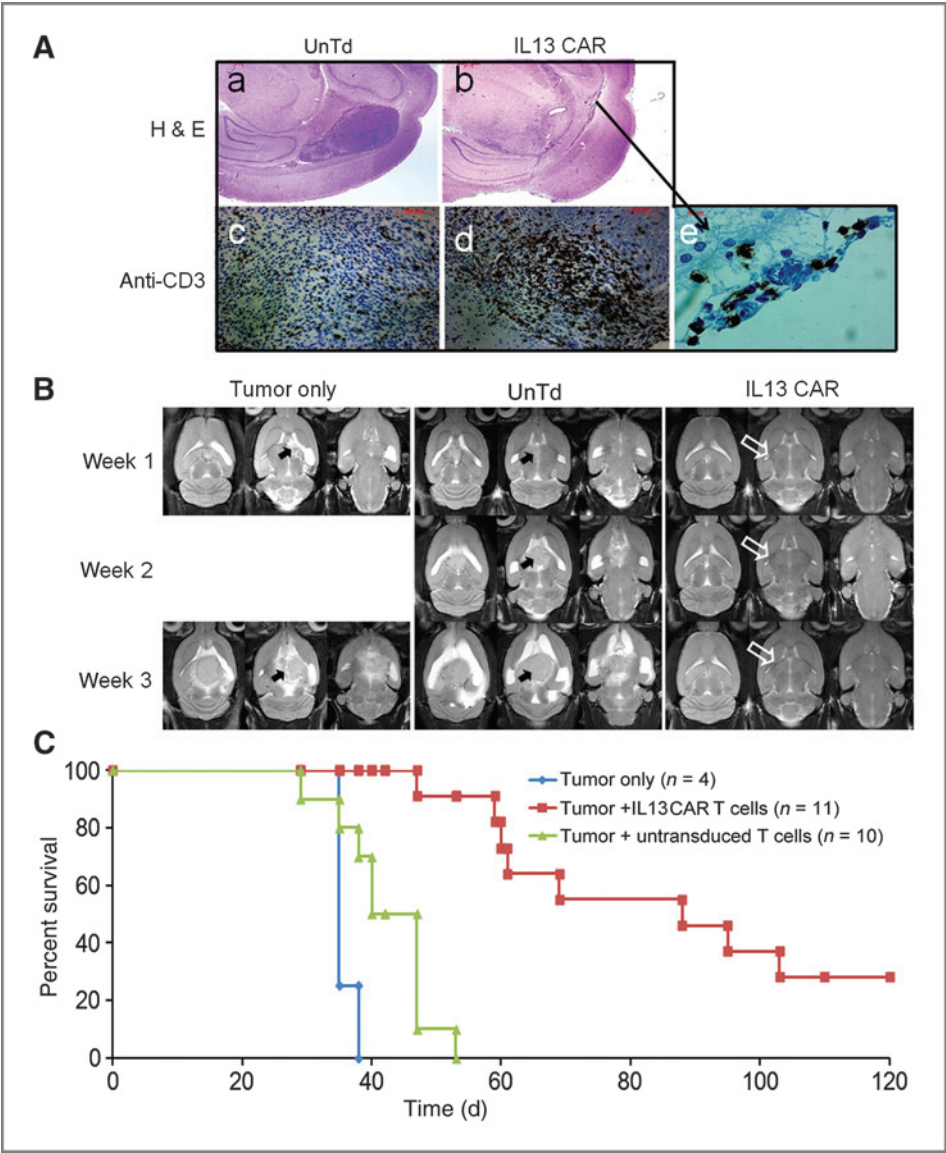 A
UnTd IL13 CAR
H & E
a b
Anti-CD3
c d e
B
Tumor only UnTd IL13 CAR
Week 1
Week 2
Week 3
C
100
80
60
40
20
0
Percent survival
Tumor only (n = 4)
Tumor +IL13CAR T cells (n = 11)
Tumor + untransduced T cells (n = 10)
0 20 40 60 80 100 120
Time (d)